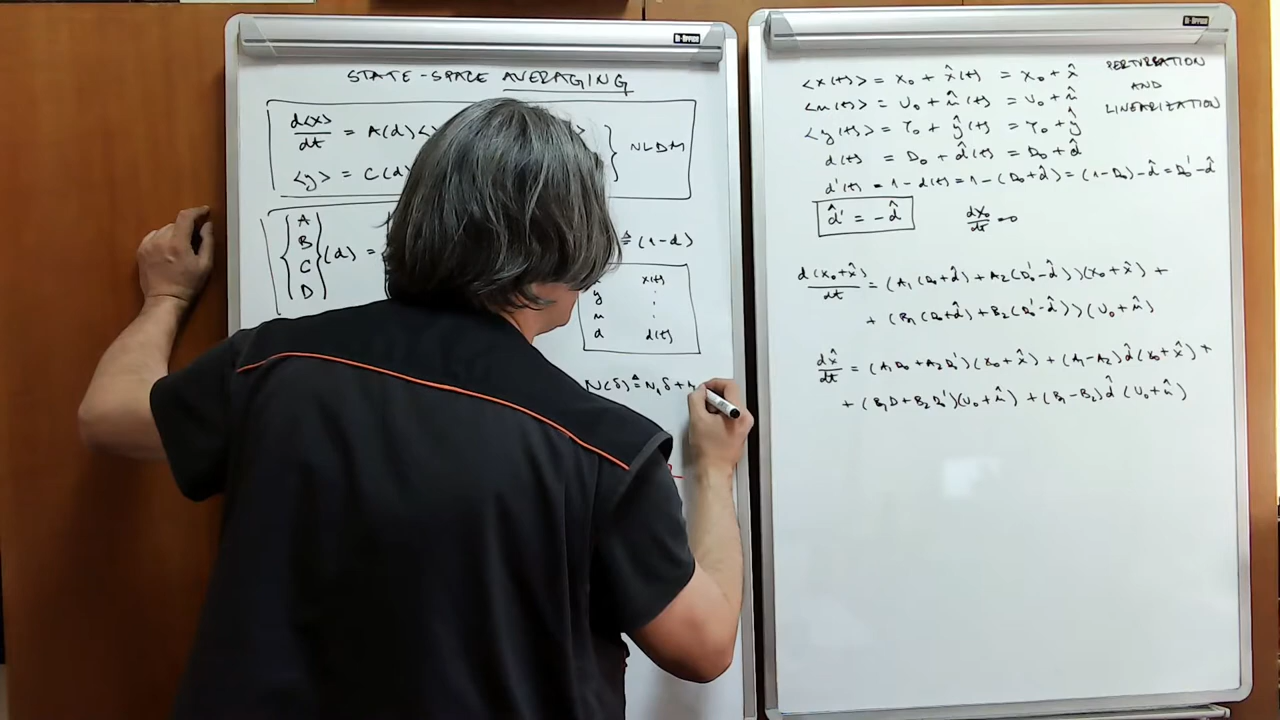 STATE-SPACE AVERAGING
d<x>/dt = A(d)<
<y> = C(d)
} NLDM
{ A B C D } (d) =
≜ (1-d)
x(t)
y ⋮
u ⋮
d d(t)
N(δ) ≜ N₁δ +
PERTURBATION
AND
LINEARIZATION
<x(t)> = X₀ + x̂(t) = X₀ + x̂
<u(t)> = U₀ + û(t) = U₀ + û
<y(t)> = Y₀ + ŷ(t) = Y₀ + ŷ
d(t) = D₀ + d̂(t) = D₀ + d̂
d'(t) = 1 - d(t) = 1 - (D₀+d̂) = (1-D₀) - d̂ = D₀' - d̂
d̂' = -d̂
dX₀/dt = 0
d(X₀+x̂)/dt = (A₁(D₀+d̂) + A₂(D₀'-d̂))(X₀+x̂) +
+ (B₁(D₀+d̂) + B₂(D₀'-d̂))(U₀+û)
dx̂/dt = (A₁D₀ + A₂D₀')(X₀+x̂) + (A₁-A₂)d̂(X₀+x̂) +
+ (B₁D + B₂D₀')(U₀+û) + (B₁-B₂)d̂(U₀+û)